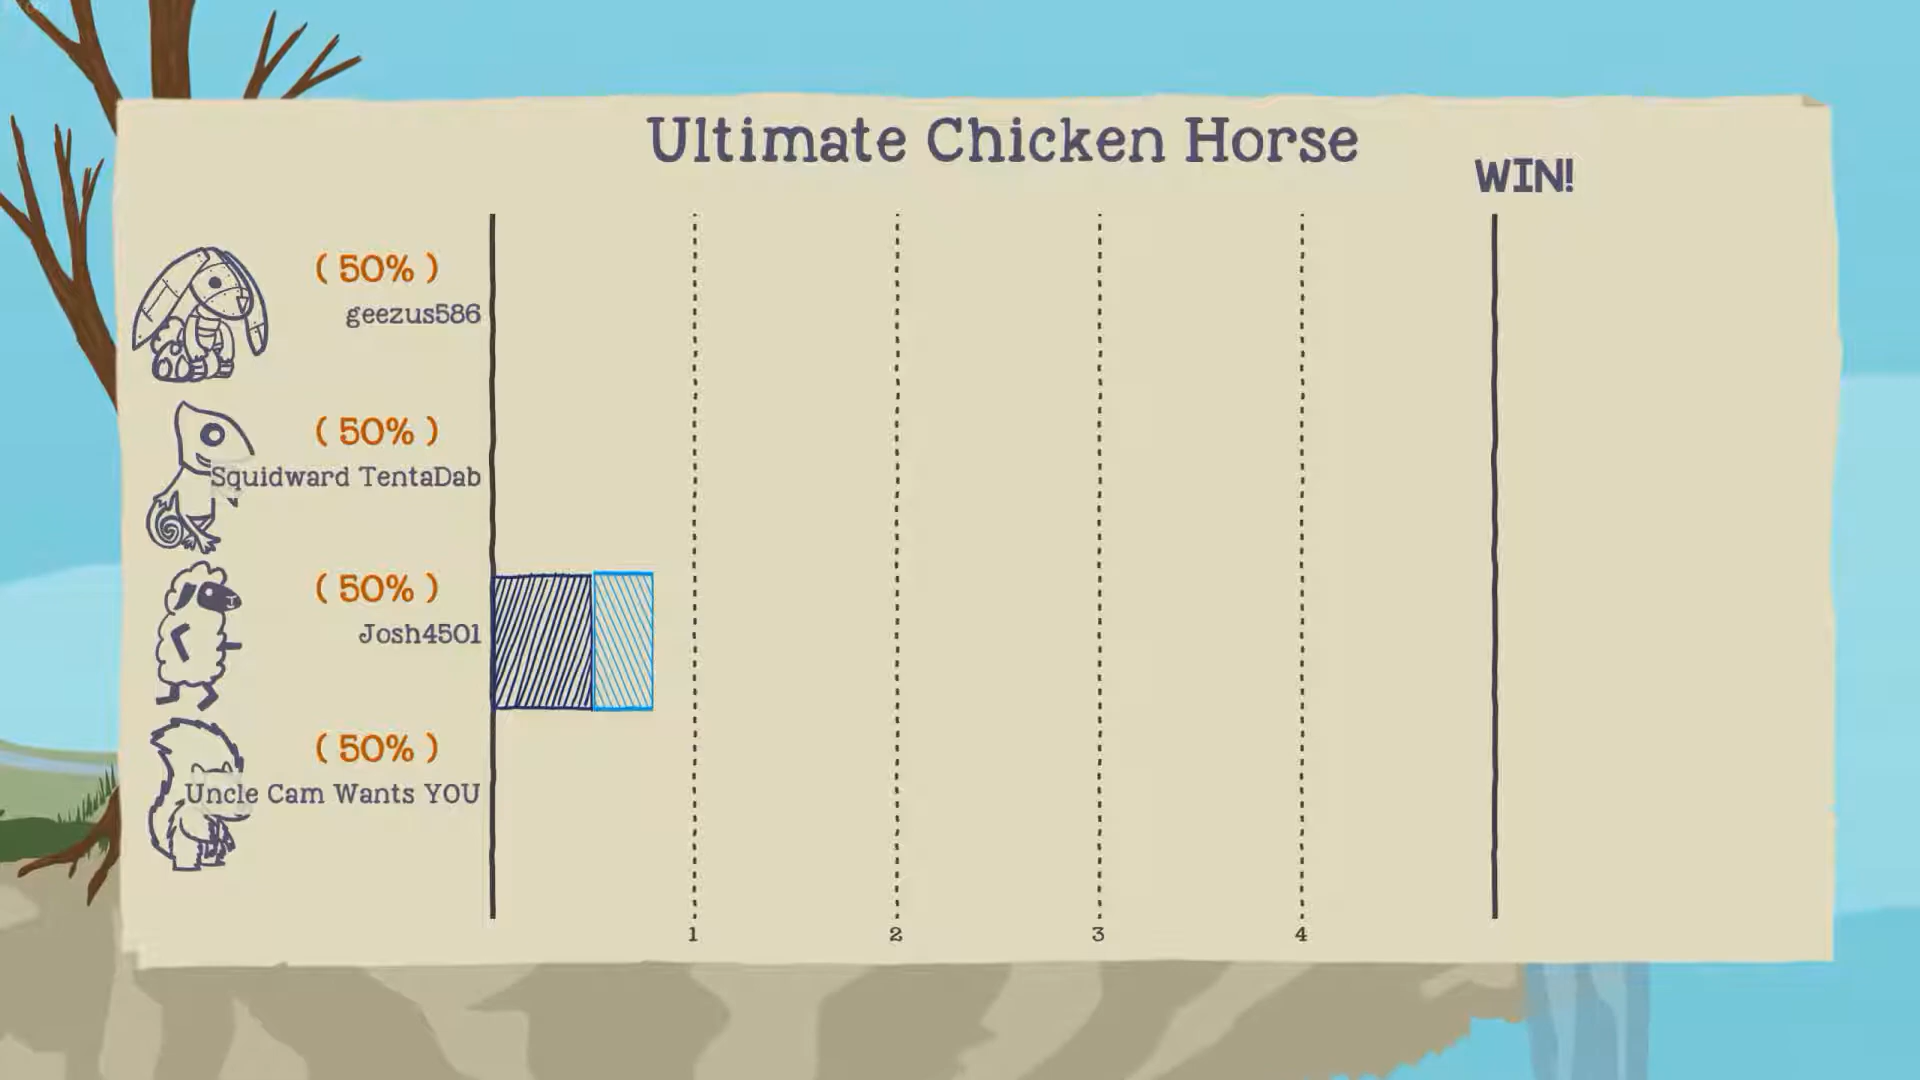 Ultimate Chicken Horse
WIN!
( 50% )
geezus586
( 50% )
Squidward TentaDab
( 50% )
Josh4501
( 50% )
Uncle Cam Wants YOU
1 2 3 4